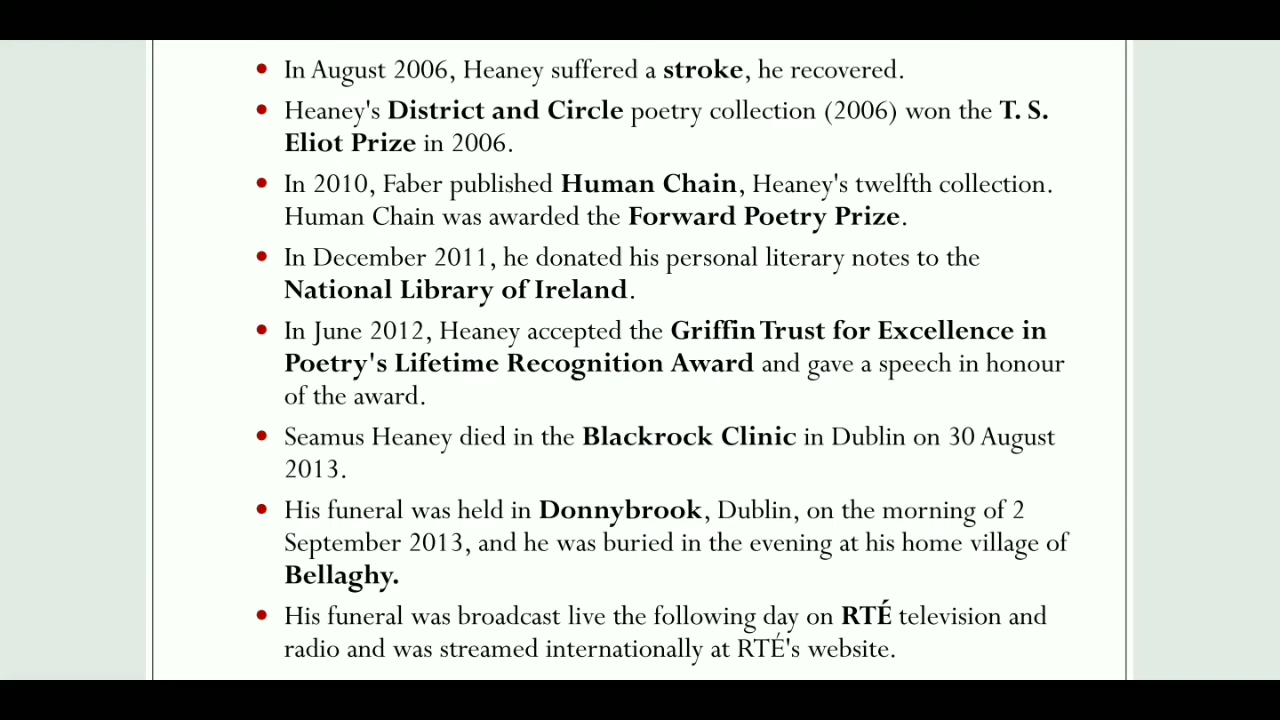 In August 2006, Heaney suffered a stroke, he recovered.
Heaney's District and Circle poetry collection (2006) won the T. S.
Eliot Prize in 2006.
In 2010, Faber published Human Chain, Heaney's twelfth collection.
Human Chain was awarded the Forward Poetry Prize.
In December 2011, he donated his personal literary notes to the
National Library of Ireland.
In June 2012, Heaney accepted the Griffin Trust for Excellence in
Poetry's Lifetime Recognition Award and gave a speech in honour
of the award.
Seamus Heaney died in the Blackrock Clinic in Dublin on 30 August
2013.
His funeral was held in Donnybrook, Dublin, on the morning of 2
September 2013, and he was buried in the evening at his home village of
Bellaghy.
His funeral was broadcast live the following day on RTÉ television and
radio and was streamed internationally at RTÉ's website.